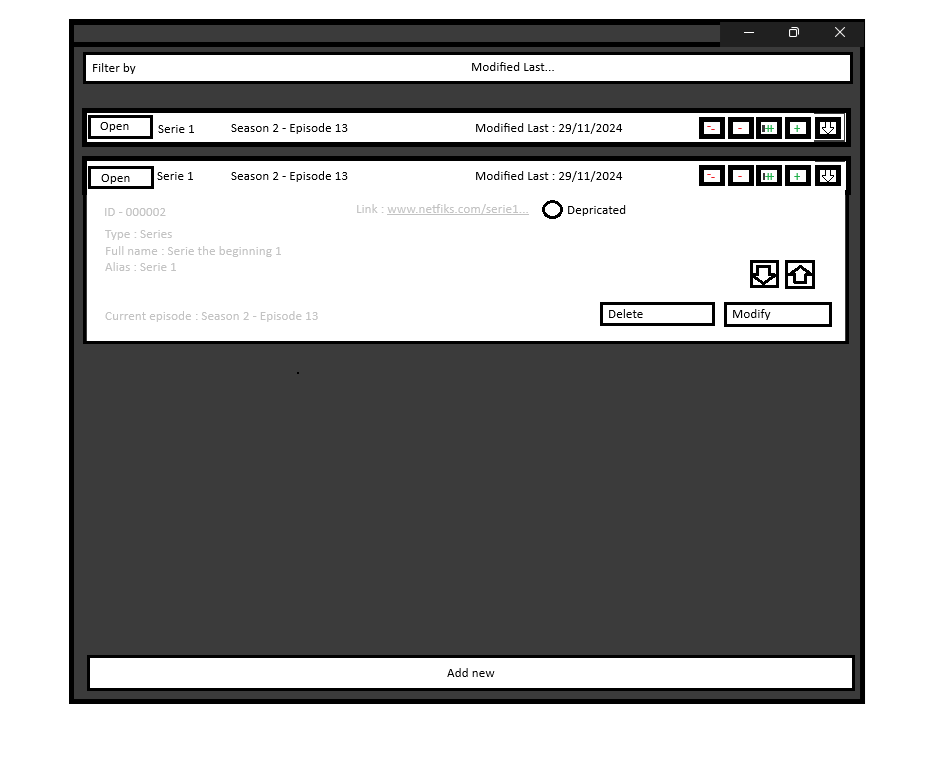 Filter by Modified Last...
Open Serie 1 Season 2 - Episode 13 Modified Last : 29/11/2024 -- - ++ +
Open Serie 1 Season 2 - Episode 13 Modified Last : 29/11/2024 -- - ++ +
ID - 000002 Link : www.netfiks.com/serie1... Depricated
Type : Series
Full name : Serie the beginning 1
Alias : Serie 1
Current episode : Season 2 - Episode 13 Delete Modify
Add new